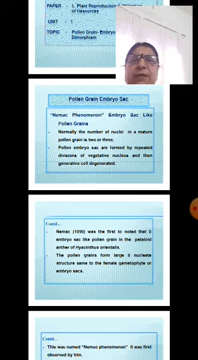 PAPER - I, Plant Reproduction
of Resources
UNIT - I
TOPIC - Pollen Grain- Embryo
Dimorpism
Pollen Grain Embryo Sac
"Nemac Phenomenon" Embryo Sac Like
Pollen Grains
Normally the number of nuclei in a mature
pollen grain is two or three.
Pollen embryo sac are formed by repeated
divisions of vegetative nucleus and then
generative cell degenerated.
Contd...
Nemac (1898) was the first to noted that 8
embryo sac like pollen grain in the petaloid
anther of Hyacinthus orientalis.
The pollen grains form large 8 nucleate
structure same to the female gametophyte or
embryo sacs.
Contd...
This was named "Nemac phenomenon" it was first
observed by him.